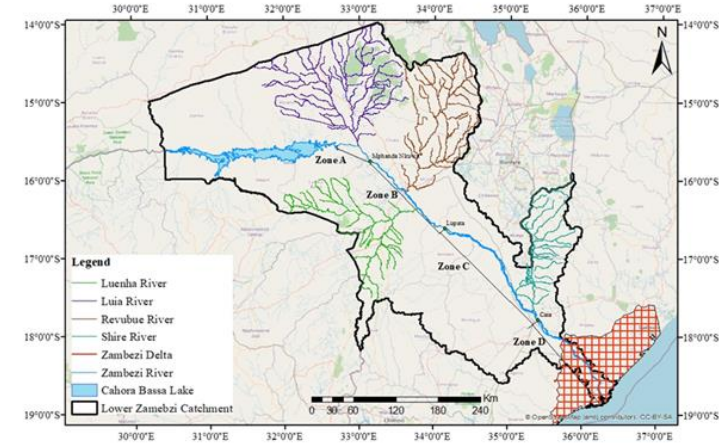 30°0'0"E 31°0'0"E 32°0'0"E 33°0'0"E 34°0'0"E 35°0'0"E 36°0'0"E 37°0'0"E
14°0'0"S 14°0'0"S
N
15°0'0"S 15°0'0"S
Zone A
16°0'0"S 16°0'0"S
Zone B
Lupata
17°0'0"S 17°0'0"S
Zone C
Legend
Luenha River
Luia River
Revubue River
Shire River
Zambezi Delta
Zambezi River
Cahora Bassa Lake
Lower Zamebzi Catchment
Caia
18°0'0"S 18°0'0"S
Zone D
Km
0 30 60 120 180 240
19°0'0"S 19°0'0"S
contributors, CC-BY-SA
30°0'0"E 31°0'0"E 32°0'0"E 33°0'0"E 34°0'0"E 35°0'0"E 36°0'0"E 37°0'0"E